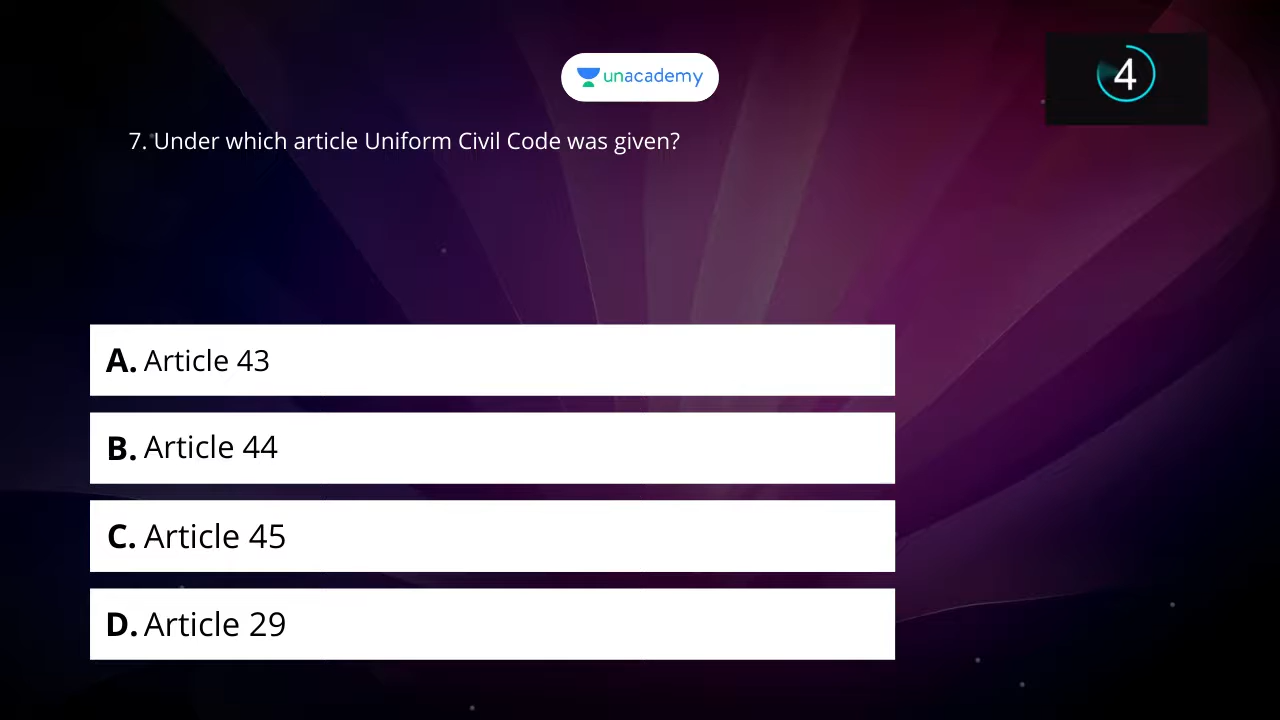 unacademy
4
7. Under which article Uniform Civil Code was given?
A. Article 43
B. Article 44
C. Article 45
D. Article 29